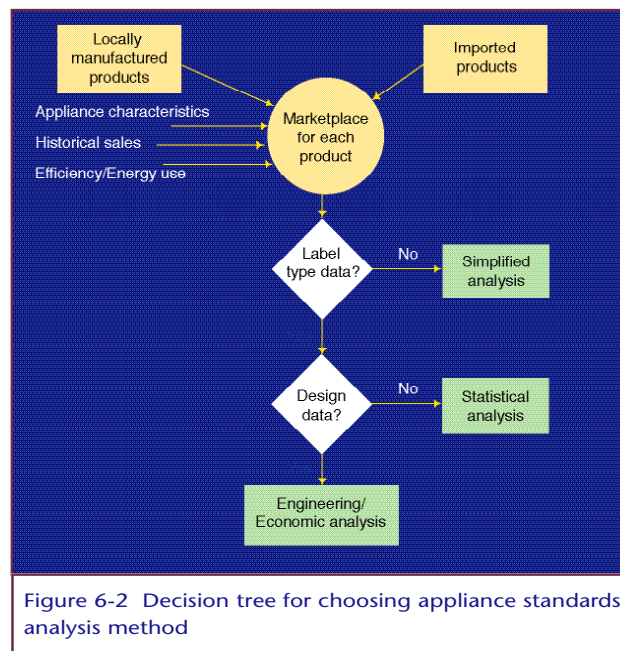 Locally
manufactured
products
Imported
products
Appliance characteristics
Historical sales
Efficiency/Energy use
Marketplace
for each
product
Label
type data?
No
Simplified
analysis
Yes
Design
data?
No
Statistical
analysis
Yes
Engineering/
Economic analysis
Figure 6-2 Decision tree for choosing appliance standards
analysis method